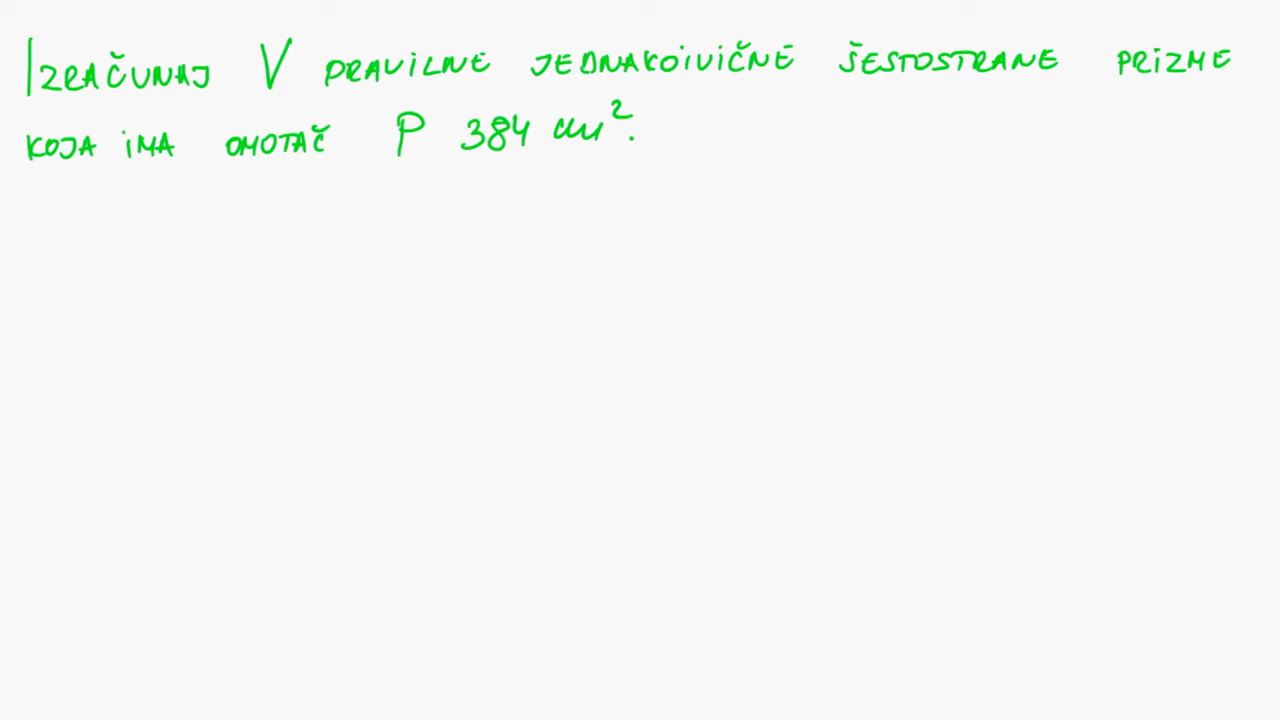 IZRAČUNAJ V PRAVILNE JEDNAKOIVIČNE ŠESTOSTRANE PRIZME
KOJA IMA OMOTAČ P 384 cm².